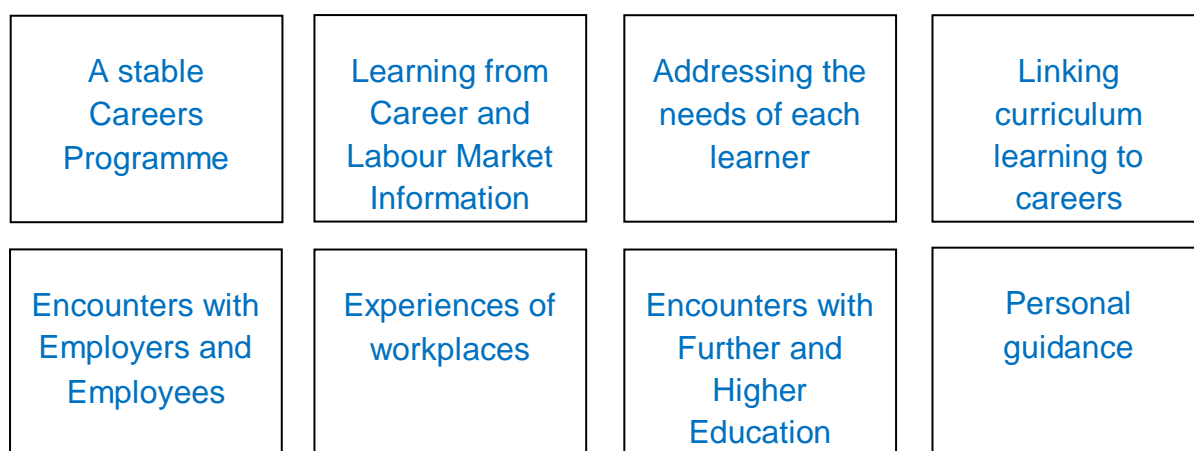 A stable
Careers
Programme
Learning from
Career and
Labour Market
Information
Addressing the
needs of each
learner
Linking
curriculum
learning to
careers
Encounters with
Employers and
Employees
Experiences of
workplaces
Encounters with
Further and
Higher
Education
Personal
guidance